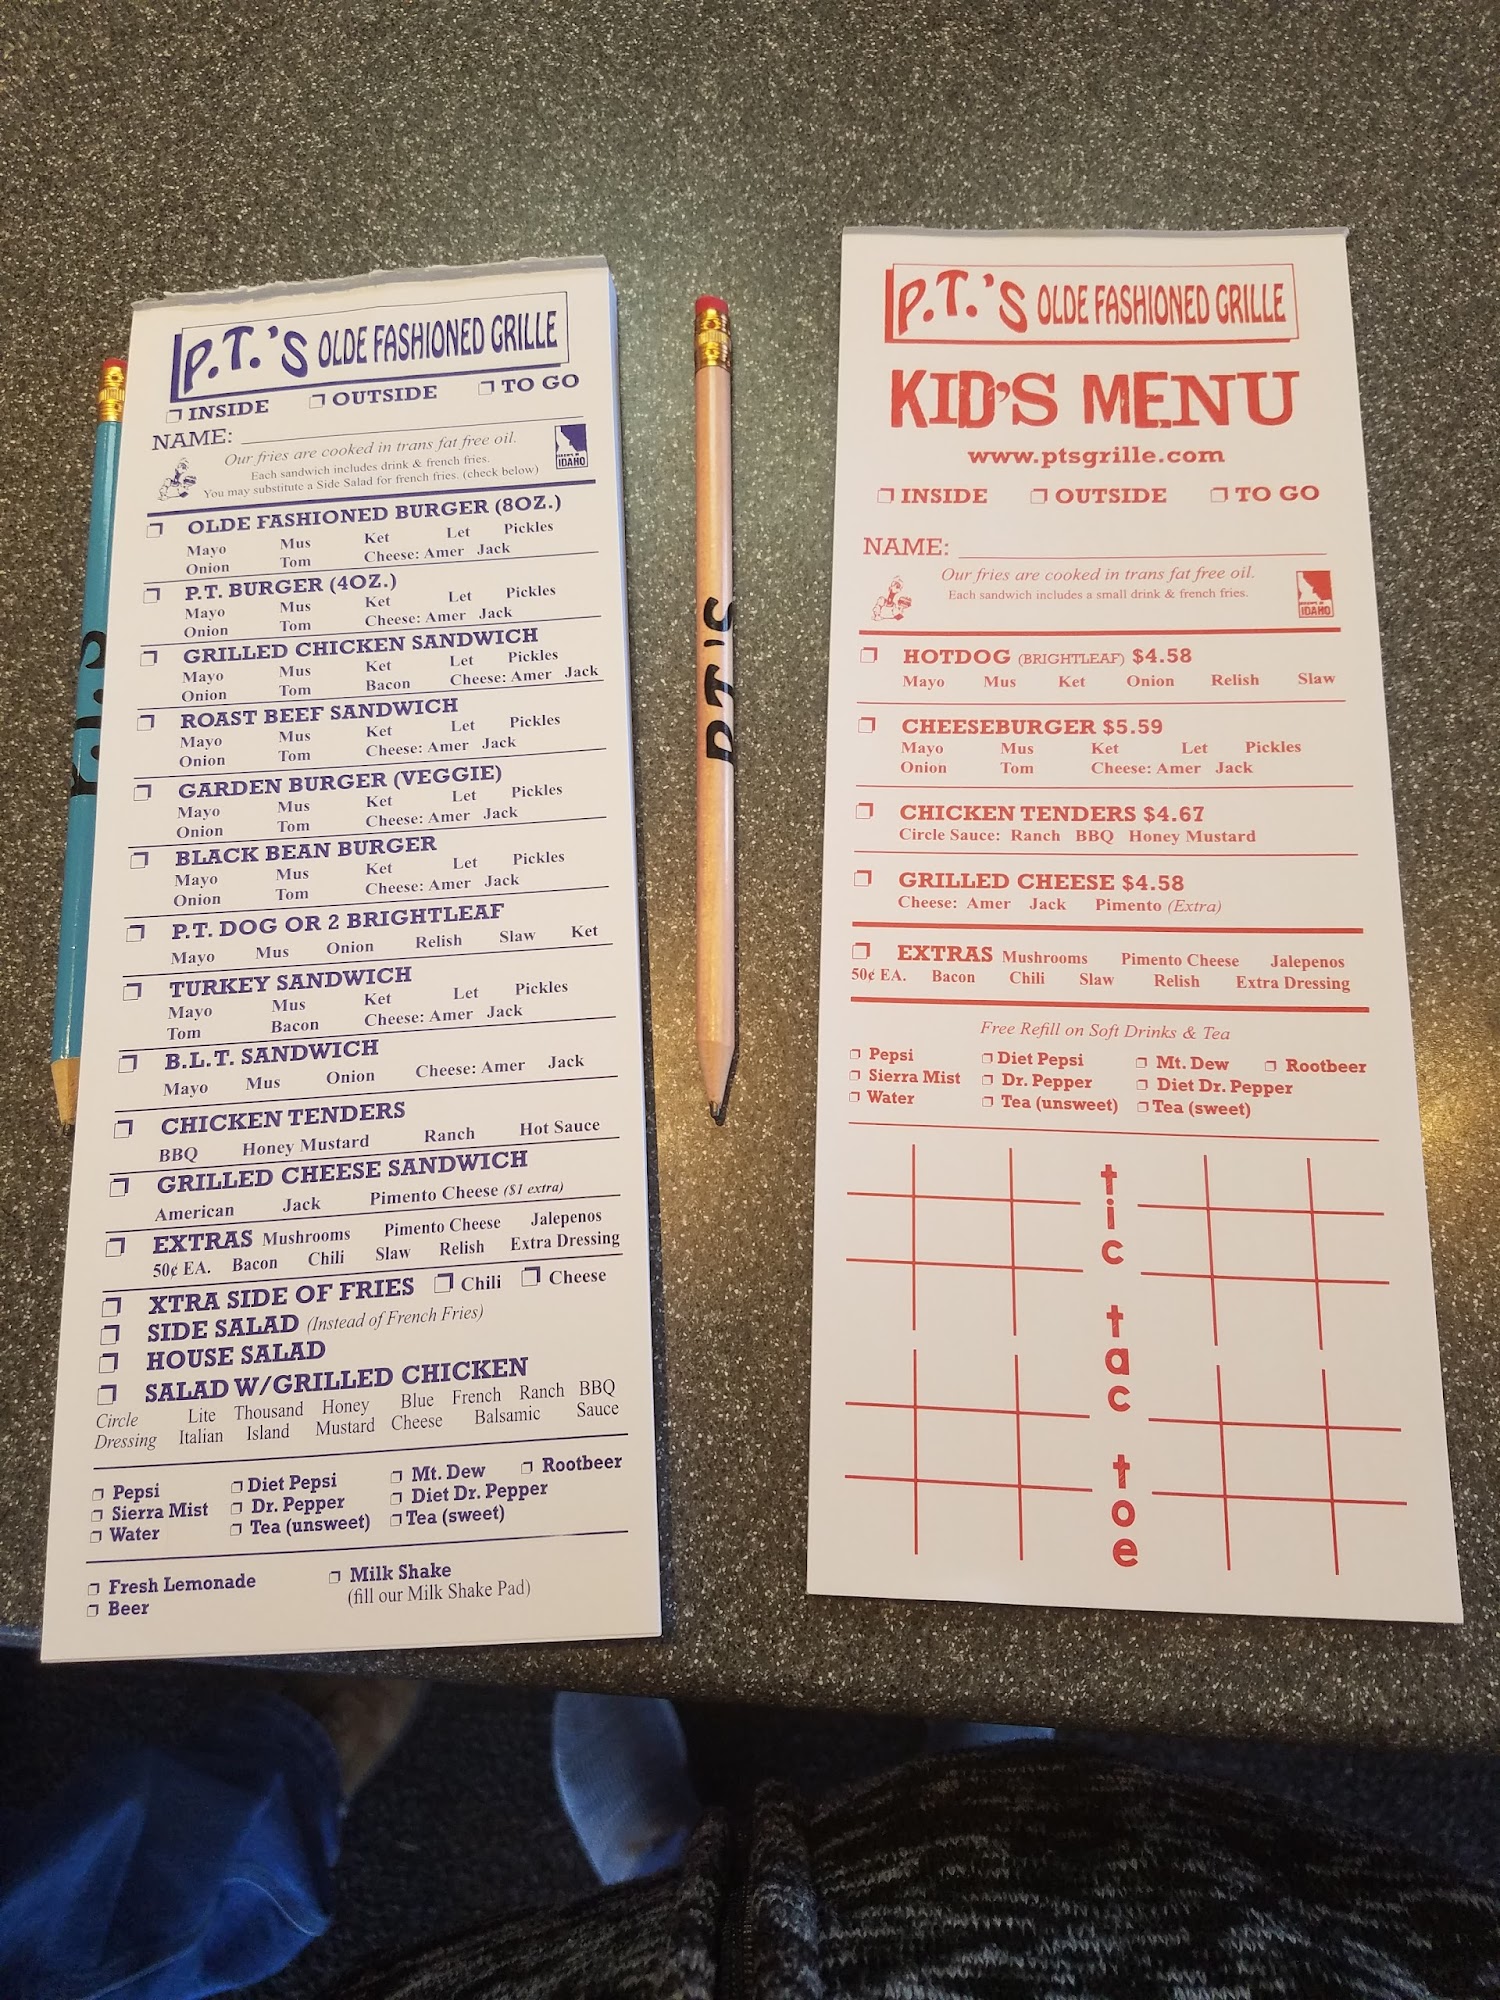 P.T.'S OLDE FASHIONED GRILLE
INSIDE OUTSIDE TO GO
NAME:
Our fries are cooked in trans fat free oil.
Each sandwich includes drink & french fries.
You may substitute a Side Salad for french fries. (check below)
IDAHO
OLDE FASHIONED BURGER (8OZ.)
Mayo Mus Ket Let Pickles
Onion Tom Cheese: Amer Jack
P.T. BURGER (4OZ.)
Mayo Mus Ket Let Pickles
Onion Tom Cheese: Amer Jack
GRILLED CHICKEN SANDWICH
Mayo Mus Ket Let Pickles
Onion Tom Bacon Cheese: Amer Jack
ROAST BEEF SANDWICH
Mayo Mus Ket Let Pickles
Onion Tom Cheese: Amer Jack
GARDEN BURGER (VEGGIE)
Mayo Mus Ket Let Pickles
Onion Tom Cheese: Amer Jack
BLACK BEAN BURGER
Mayo Mus Ket Let Pickles
Onion Tom Cheese: Amer Jack
P.T. DOG OR 2 BRIGHTLEAF
Mayo Mus Onion Relish Slaw Ket
TURKEY SANDWICH
Mayo Mus Ket Let Pickles
Tom Bacon Cheese: Amer Jack
B.L.T. SANDWICH
Mayo Mus Onion Cheese: Amer Jack
CHICKEN TENDERS
BBQ Honey Mustard Ranch Hot Sauce
GRILLED CHEESE SANDWICH
American Jack Pimento Cheese ($1 extra)
EXTRAS Mushrooms Pimento Cheese Jalepenos
50¢ EA. Bacon Chili Slaw Relish Extra Dressing
XTRA SIDE OF FRIES Chili Cheese
SIDE SALAD (Instead of French Fries)
HOUSE SALAD
SALAD W/GRILLED CHICKEN
Circle Lite Thousand Honey Blue French Ranch BBQ
Dressing Italian Island Mustard Cheese Balsamic Sauce
Pepsi Diet Pepsi Mt. Dew Rootbeer
Sierra Mist Dr. Pepper Diet Dr. Pepper
Water Tea (unsweet) Tea (sweet)
Fresh Lemonade Milk Shake
Beer (fill our Milk Shake Pad)
PT'S
P.T.'S OLDE FASHIONED GRILLE
KID'S MENU
www.ptsgrille.com
INSIDE OUTSIDE TO GO
NAME:
Our fries are cooked in trans fat free oil.
Each sandwich includes a small drink & french fries.
IDAHO
HOTDOG (BRIGHTLEAF) $4.58
Mayo Mus Ket Onion Relish Slaw
CHEESEBURGER $5.59
Mayo Mus Ket Let Pickles
Onion Tom Cheese: Amer Jack
CHICKEN TENDERS $4.67
Circle Sauce: Ranch BBQ Honey Mustard
GRILLED CHEESE $4.58
Cheese: Amer Jack Pimento (Extra)
EXTRAS Mushrooms Pimento Cheese Jalepenos
50¢ EA. Bacon Chili Slaw Relish Extra Dressing
Free Refill on Soft Drinks & Tea
Pepsi Diet Pepsi Mt. Dew Rootbeer
Sierra Mist Dr. Pepper Diet Dr. Pepper
Water Tea (unsweet) Tea (sweet)
tic
tac
toe